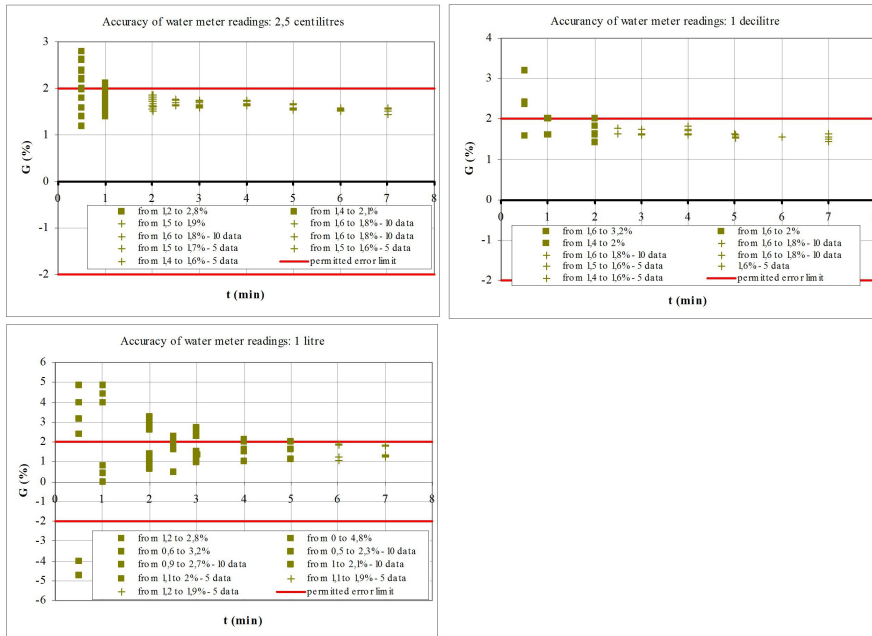 Accuracy of water meter readings: 2,5 centilitres
3
2
1
0
-1
-2
0 1 2 3 4 5 6 7 8
G (%)
from 1,2 to 2,8% from 1,4 to 2,1%
from 1,5 to 1,9% from 1,6 to 1,8% - 10 data
from 1,6 to 1,8% - 10 data from 1,6 to 1,8% - 10 data
from 1,5 to 1,7% - 5 data from 1,5 to 1,6% - 5 data
from 1,4 to 1,6% - 5 data permitted error limit
t (min)
Accurancy of water meter readings: 1 decilitre
4
3
2
1
0
-1
-2
0 1 2 3 4 5 6 7 8
G (%)
from 1,6 to 3,2% from 1,6 to 2%
from 1,4 to 2% from 1,6 to 1,8% - 10 data
from 1,6 to 1,8% - 10 data from 1,6 to 1,8% - 10 data
from 1,5 to 1,6% - 5 data 1,6% - 5 data
from 1,4 to 1,6% - 5 data permitted error limit
t (min)
Accuracy of water meter readings: 1 litre
6
5
4
3
2
1
0
-1
-2
-3
-4
-5
-6
0 1 2 3 4 5 6 7 8
G (%)
from 1,2 to 2,8% from 0 to 4,8%
from 0,6 to 3,2% from 0,5 to 2,3% - 10 data
from 0,9 to 2,7% - 10 data from 1 to 2,1% - 10 data
from 1,1to 2% - 5 data from 1,1to 1,9% - 5 data
from 1,2 to 1,9% - 5 data permitted error limit
t (min)